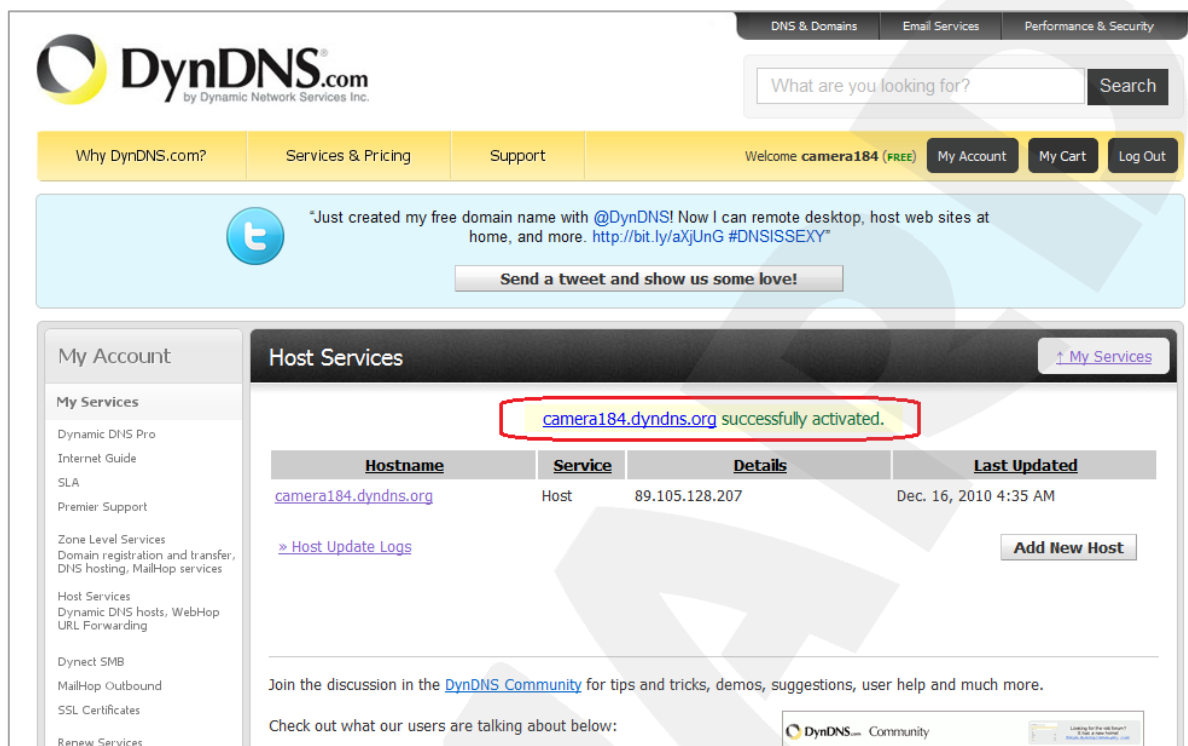 DNS & Domains Email Services Performance & Security
DynDNS.com
by Dynamic Network Services Inc.
What are you looking for? Search
Why DynDNS.com? Services & Pricing Support Welcome camera184 (FREE) My Account My Cart Log Out
“Just created my free domain name with @DynDNS! Now I can remote desktop, host web sites at
home, and more. http://bit.ly/aXjUnG #DNSISSEXY”
Send a tweet and show us some love!
My Account
Host Services
↑ My Services
My Services
camera184.dyndns.org successfully activated.
Dynamic DNS Pro
Internet Guide
SLA
Premier Support
Zone Level Services
Domain registration and transfer,
DNS hosting, MailHop services
Host Services
Dynamic DNS hosts, WebHop
URL Forwarding
Dynect SMB
MailHop Outbound
SSL Certificates
Renew Services
Hostname Service Details Last Updated
camera184.dyndns.org Host 89.105.128.207 Dec. 16, 2010 4:35 AM
» Host Update Logs
Add New Host
Join the discussion in the DynDNS Community for tips and tricks, demos, suggestions, user help and much more.
Check out what our users are talking about below:
DynDNS.com Community